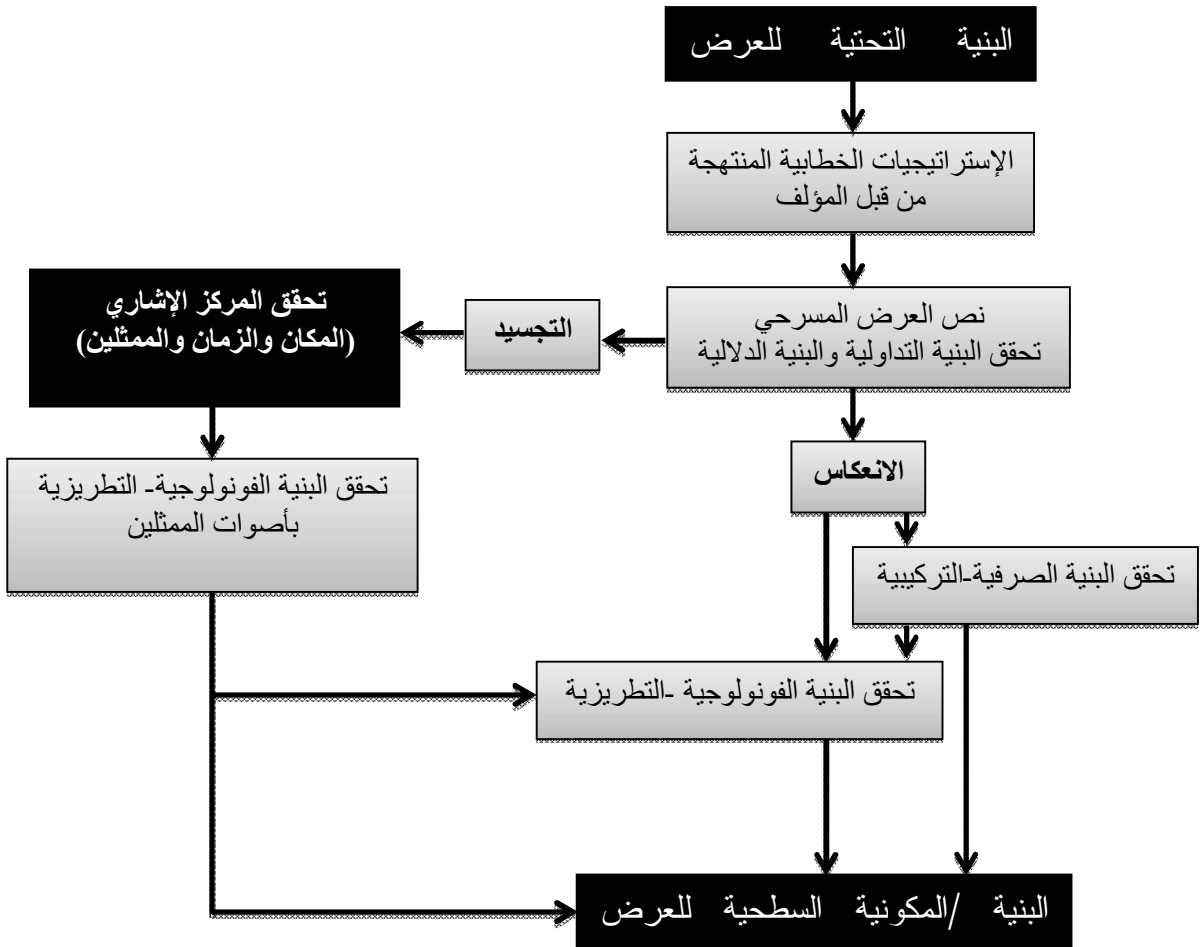 البنية التحتية للعرض
الإستراتيجيات الخطابية المنتهجة
من قبل المؤلف
نص العرض المسرحي
تحقق البنية التداولية والبنية الدلالية
التجسيد
تحقق المركز الإشاري
(المكان والزمان والممثلين)
الانعكاس
تحقق البنية الفونولوجية- التطريزية
بأصوات الممثلين
تحقق البنية الصرفية-التركيبية
تحقق البنية الفونولوجية -التطريزية
البنية /المكونية السطحية للعرض